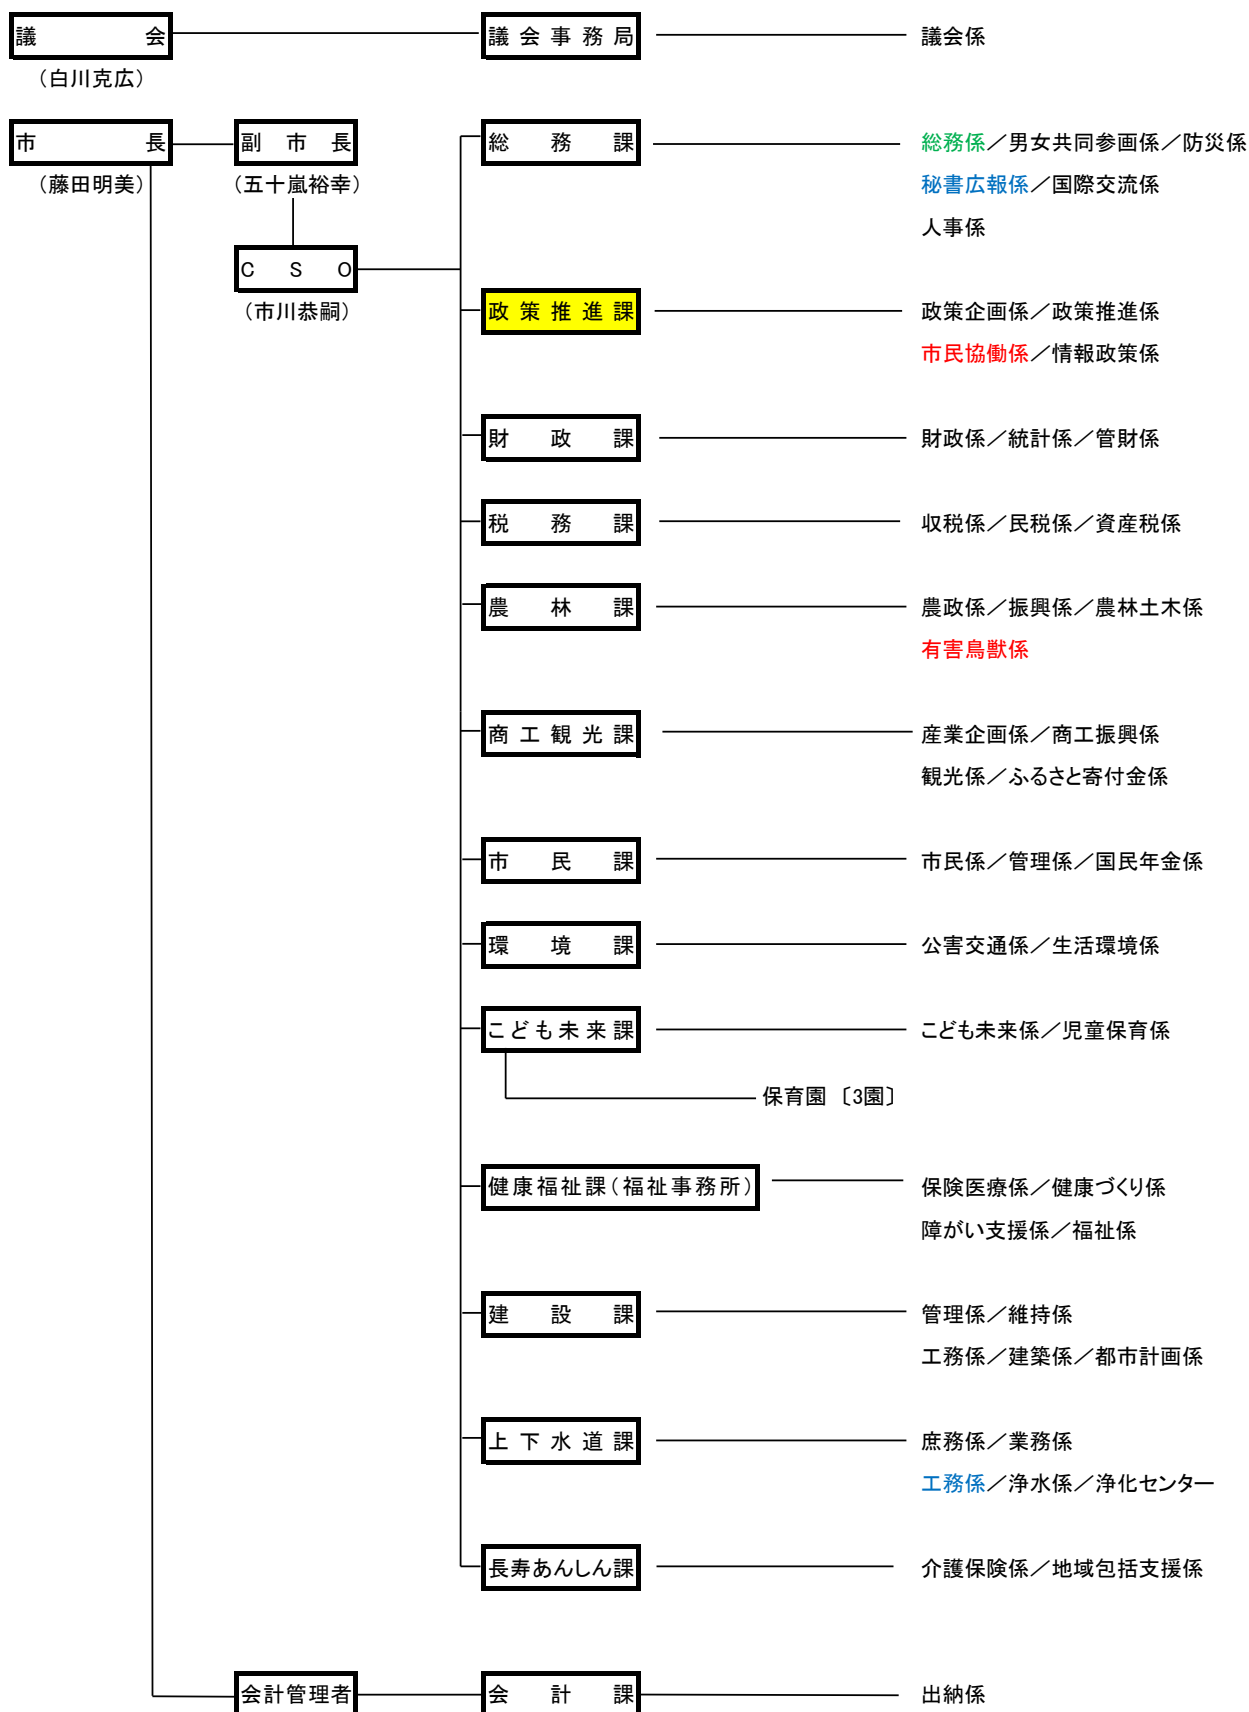 議会 議会事務局 議会係
（白川克広）
市長 副市長 総務課 総務係／男女共同参画係／防災係
（藤田明美） （五十嵐裕幸） 秘書広報係／国際交流係
人事係
CSO
（市川恭嗣） 政策推進課 政策企画係／政策推進係
市民協働係／情報政策係
財政課 財政係／統計係／管財係
税務課 収税係／民税係／資産税係
農林課 農政係／振興係／農林土木係
有害鳥獣係
商工観光課 産業企画係／商工振興係
観光係／ふるさと寄付金係
市民課 市民係／管理係／国民年金係
環境課 公害交通係／生活環境係
こども未来課 こども未来係／児童保育係
保育園〔3園〕
健康福祉課（福祉事務所） 保険医療係／健康づくり係
障がい支援係／福祉係
建設課 管理係／維持係
工務係／建築係／都市計画係
上下水道課 庶務係／業務係
工務係／浄水係／浄化センター
長寿あんしん課 介護保険係／地域包括支援係
会計管理者 会計課 出納係